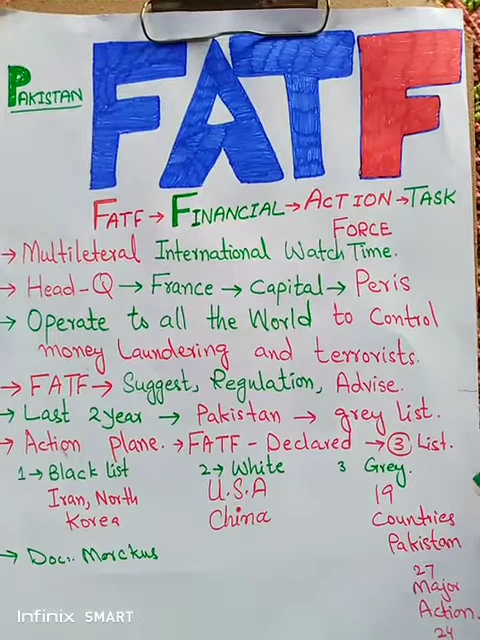 FATF
PAKISTAN
FATF → FINANCIAL → ACTION → TASK
FORCE
→ Multileteral International Watch Time.
→ Head-Q → France → Capital → Peris
→ Operate to all the World to Control
money Laundering and terrorists.
→ FATF → Suggest, Regulation, Advise.
→ Last 2 year → Pakistan → grey list.
→ Action plane. → FATF - Declared → 3 List.
1 → Black list
Iran, North
Korea
2 → White
U.S.A
China
3 Grey.
19
Countries
Pakistan
27
Major
Action.
24
→ Doc:. Morckus
Infinix SMART